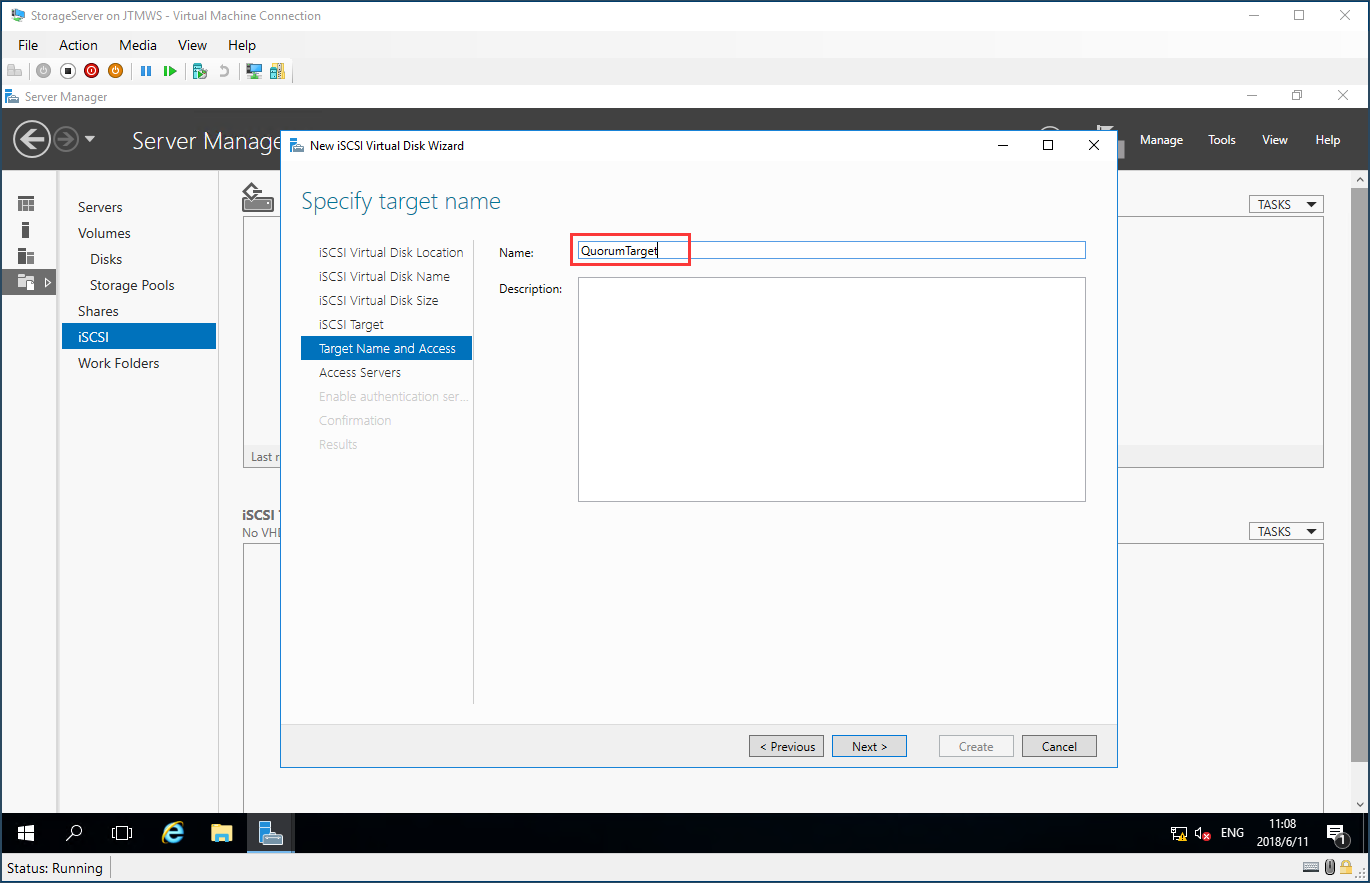 StorageServer on JTMWS - Virtual Machine Connection
File Action Media View Help
Server Manager
Server Manage
Manage Tools View Help
New iSCSI Virtual Disk Wizard
Specify target name
Servers
Volumes
Disks
Storage Pools
Shares
iSCSI
Work Folders
TASKS
Last r
iSCSI
No VH
TASKS
iSCSI Virtual Disk Location
iSCSI Virtual Disk Name
iSCSI Virtual Disk Size
iSCSI Target
Target Name and Access
Access Servers
Enable authentication ser...
Confirmation
Results
Name: QuorumTarget
Description:
< Previous Next > Create Cancel
ENG
11:08
2018/6/11
1
Status: Running